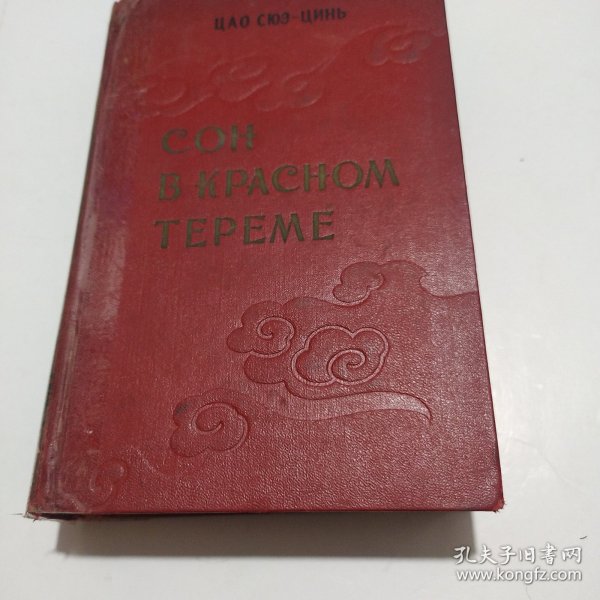 ЦАО СЮЭ-ЦИНЬ
СОН
В КРАСНОМ
ТЕРЕМЕ
孔夫子旧书网
www.kongfz.com